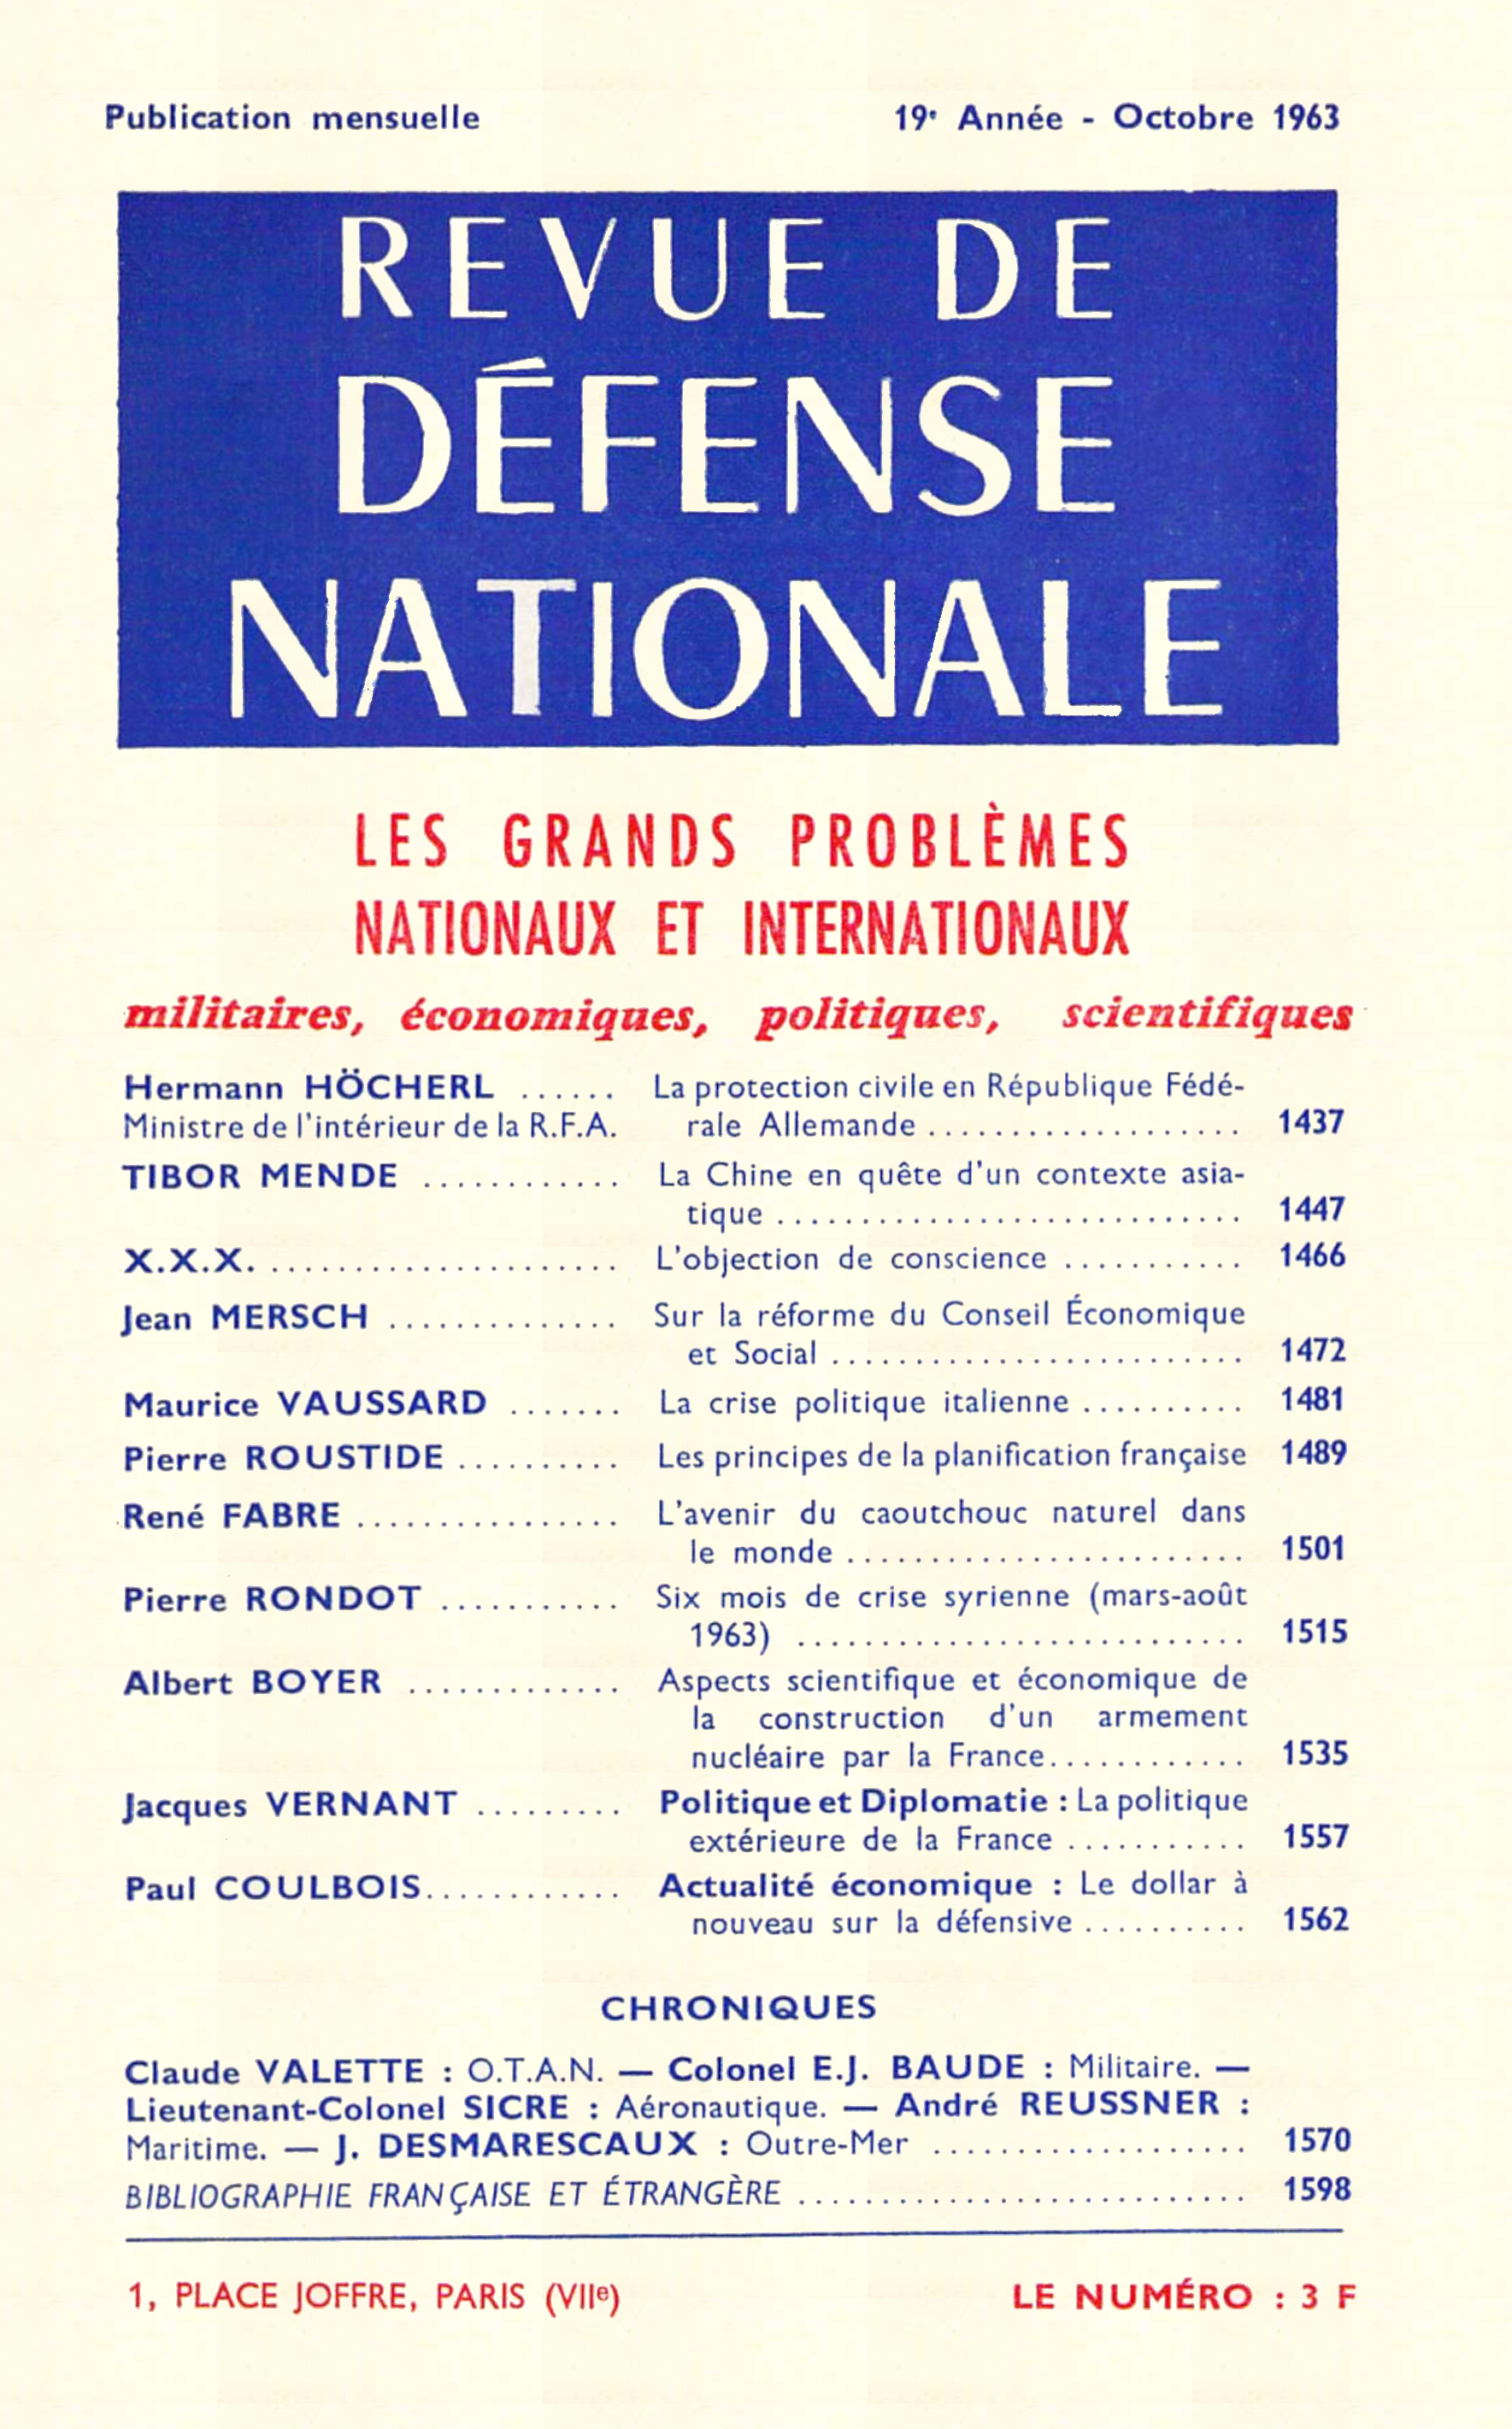 Publication mensuelle 19e Année - Octobre 1963
REVUE DE
DÉFENSE
NATIONALE
LES GRANDS PROBLÈMES
NATIONAUX ET INTERNATIONAUX
militaires, économiques, politiques, scientifiques
Hermann HÖCHERL ...... La protection civile en République Fédé-
Ministre de l'intérieur de la R.F.A. rale Allemande ................... 1437
TIBOR MENDE ............ La Chine en quête d'un contexte asia-
tique ............................ 1447
X.X.X. ..................... L'objection de conscience ........... 1466
Jean MERSCH .............. Sur la réforme du Conseil Économique
et Social ......................... 1472
Maurice VAUSSARD ....... La crise politique italienne .......... 1481
Pierre ROUSTIDE .......... Les principes de la planification française 1489
René FABRE ................ L'avenir du caoutchouc naturel dans
le monde ........................ 1501
Pierre RONDOT ........... Six mois de crise syrienne (mars-août
1963) ........................... 1515
Albert BOYER ............. Aspects scientifique et économique de
la construction d'un armement
nucléaire par la France............ 1535
Jacques VERNANT ......... Politique et Diplomatie : La politique
extérieure de la France ........... 1557
Paul COULBOIS............ Actualité économique : Le dollar à
nouveau sur la défensive .......... 1562
CHRONIQUES
Claude VALETTE : O.T.A.N. — Colonel E.J. BAUDE : Militaire. —
Lieutenant-Colonel SICRE : Aéronautique. — André REUSSNER :
Maritime. — J. DESMARESCAUX : Outre-Mer ................... 1570
BIBLIOGRAPHIE FRANÇAISE ET ÉTRANGÈRE ........................... 1598
1, PLACE JOFFRE, PARIS (VIIe) LE NUMÉRO : 3 F